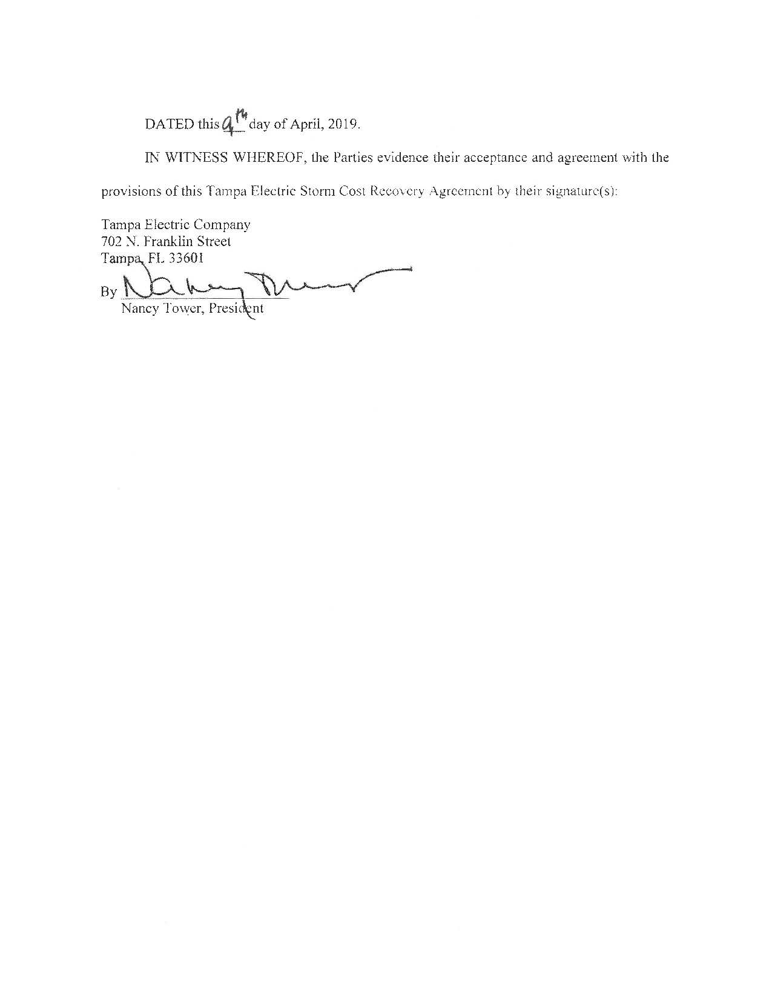 DATED this 9th day of April, 2019.
IN WITNESS WHEREOF, the Parties evidence their acceptance and agreement with the
provisions of this Tampa Electric Storm Cost Recovery Agreement by their signature(s):
Tampa Electric Company
702 N. Franklin Street
Tampa, FL 33601
By Nancy Tower
Nancy Tower, President